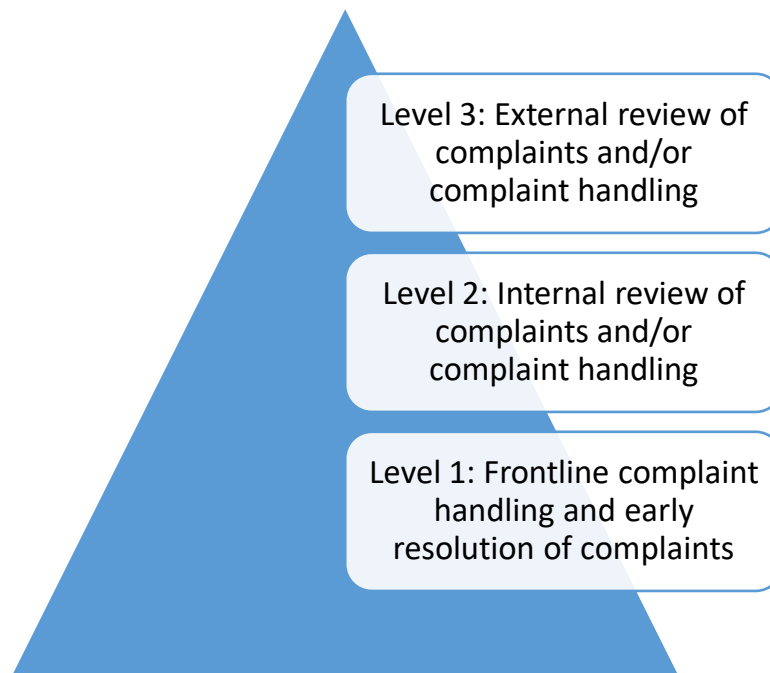 Level 3: External review of
complaints and/or
complaint handling
Level 2: Internal review of
complaints and/or
complaint handling
Level 1: Frontline complaint
handling and early
resolution of complaints